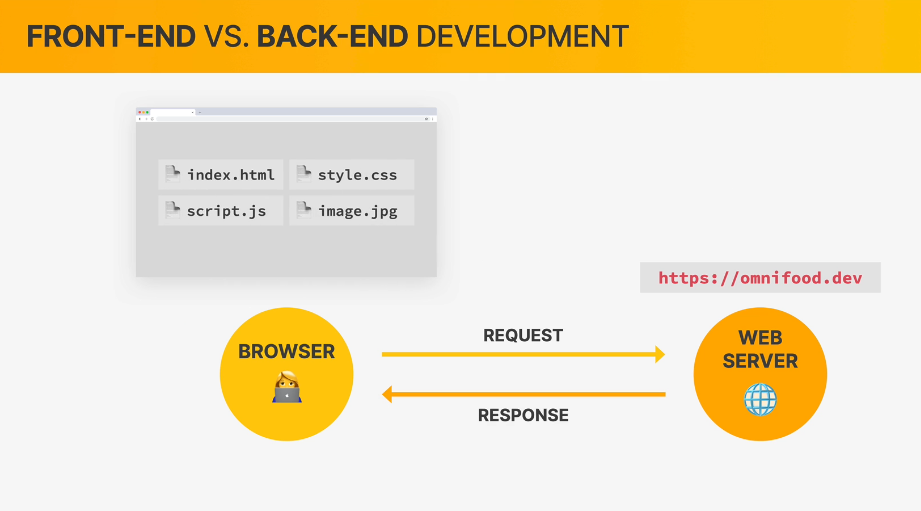 FRONT-END VS. BACK-END DEVELOPMENT
index.html
style.css
script.js
image.jpg
https://omnifood.dev
BROWSER
REQUEST
RESPONSE
WEB
SERVER